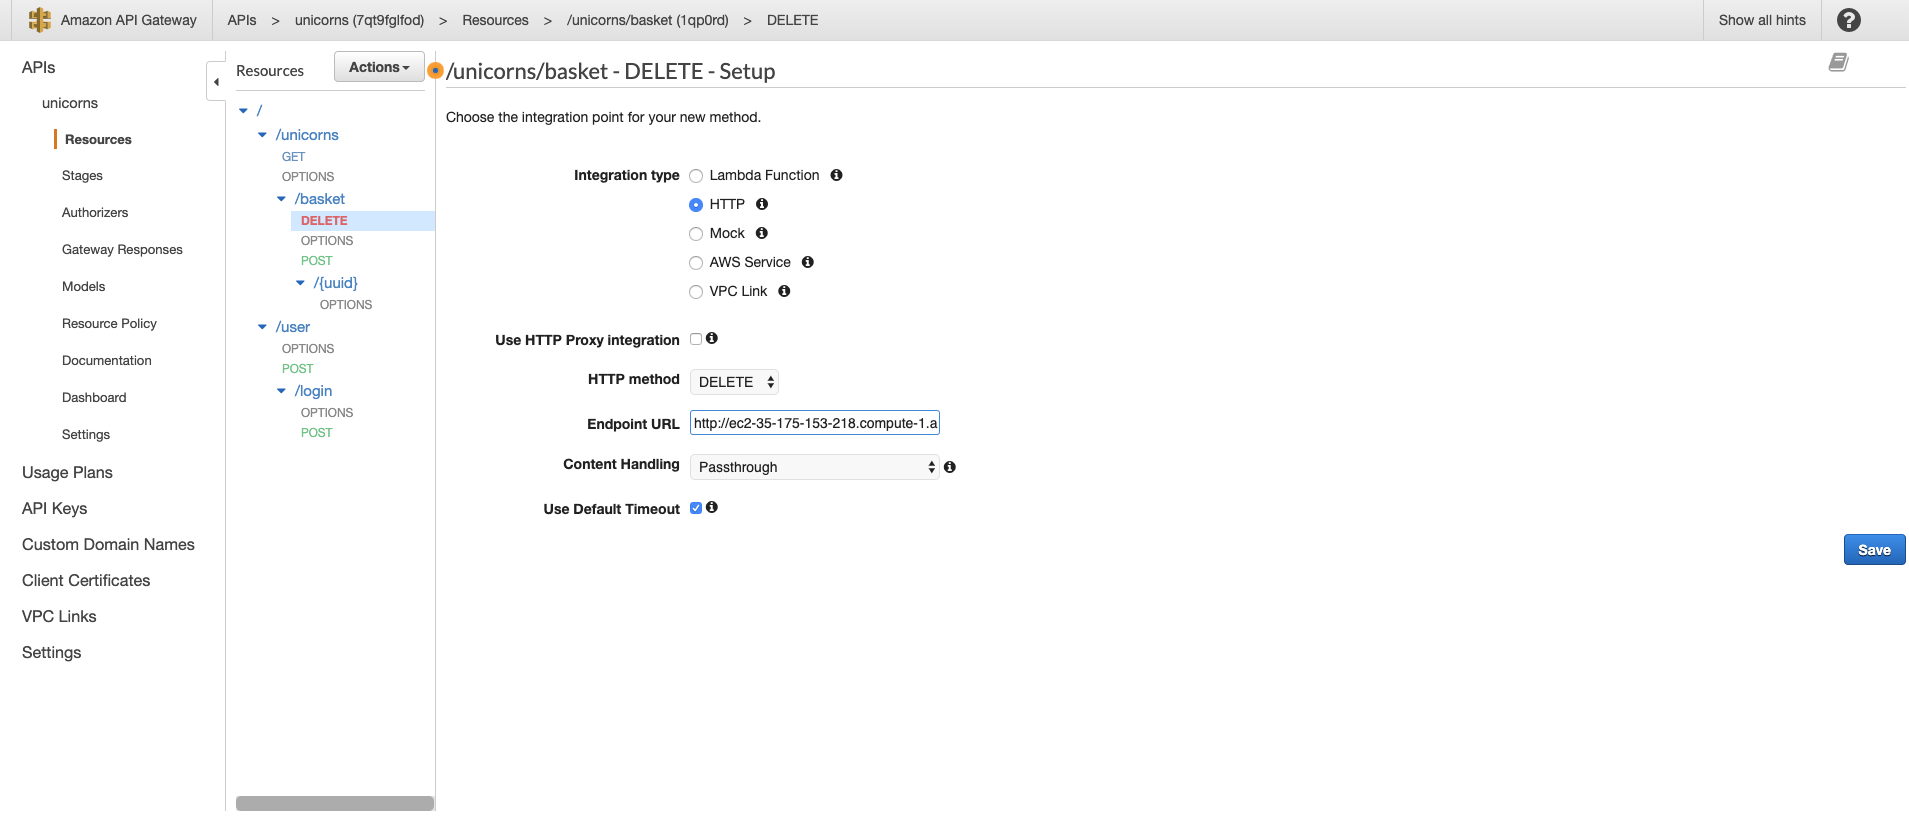 Amazon API Gateway APIs > unicorns (7qt9fglfod) > Resources > /unicorns/basket (1qp0rd) > DELETE Show all hints ?
APIs
unicorns
Resources
Stages
Authorizers
Gateway Responses
Models
Resource Policy
Documentation
Dashboard
Settings
Usage Plans
API Keys
Custom Domain Names
Client Certificates
VPC Links
Settings
Resources Actions
/
/unicorns
GET
OPTIONS
/basket
DELETE
OPTIONS
POST
/{uuid}
OPTIONS
/user
OPTIONS
POST
/login
OPTIONS
POST
/unicorns/basket - DELETE - Setup
Choose the integration point for your new method.
Integration type Lambda Function
HTTP
Mock
AWS Service
VPC Link
Use HTTP Proxy integration
HTTP method DELETE
Endpoint URL http://ec2-35-175-153-218.compute-1.a
Content Handling Passthrough
Use Default Timeout
Save